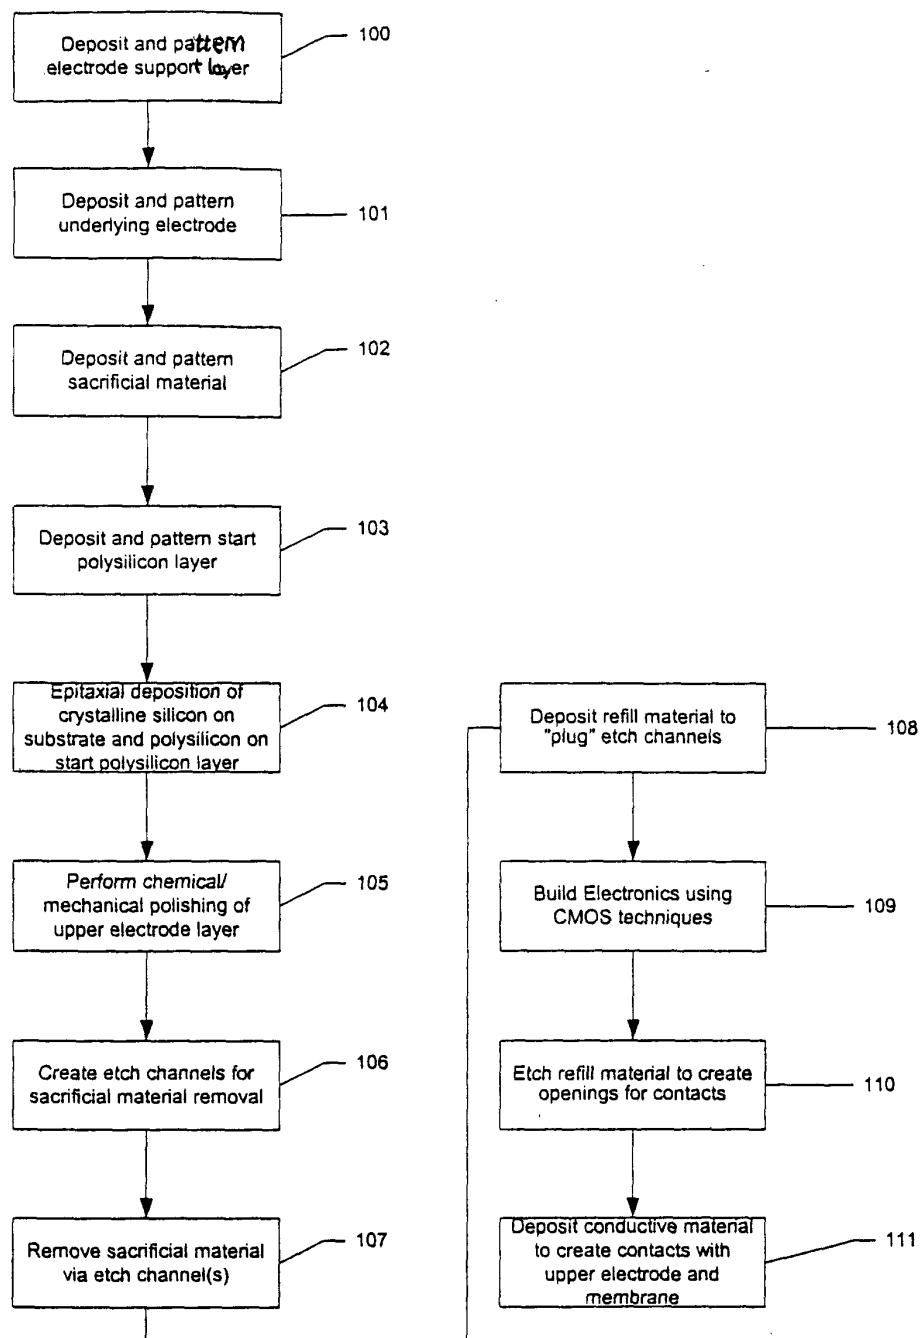 Deposit and pattern
electrode support layer
100
Deposit and pattern
underlying electrode
101
Deposit and pattern
sacrificial material
102
Deposit and pattern start
polysilicon layer
103
Epitaxial deposition of
crystalline silicon on
substrate and polysilicon on
start polysilicon layer
104
Perform chemical/
mechanical polishing of
upper electrode layer
105
Create etch channels for
sacrificial material removal
106
Remove sacrificial material
via etch channel(s)
107
Deposit refill material to
"plug" etch channels
108
Build Electronics using
CMOS techniques
109
Etch refill material to create
openings for contacts
110
Deposit conductive material
to create contacts with
upper electrode and
membrane
111